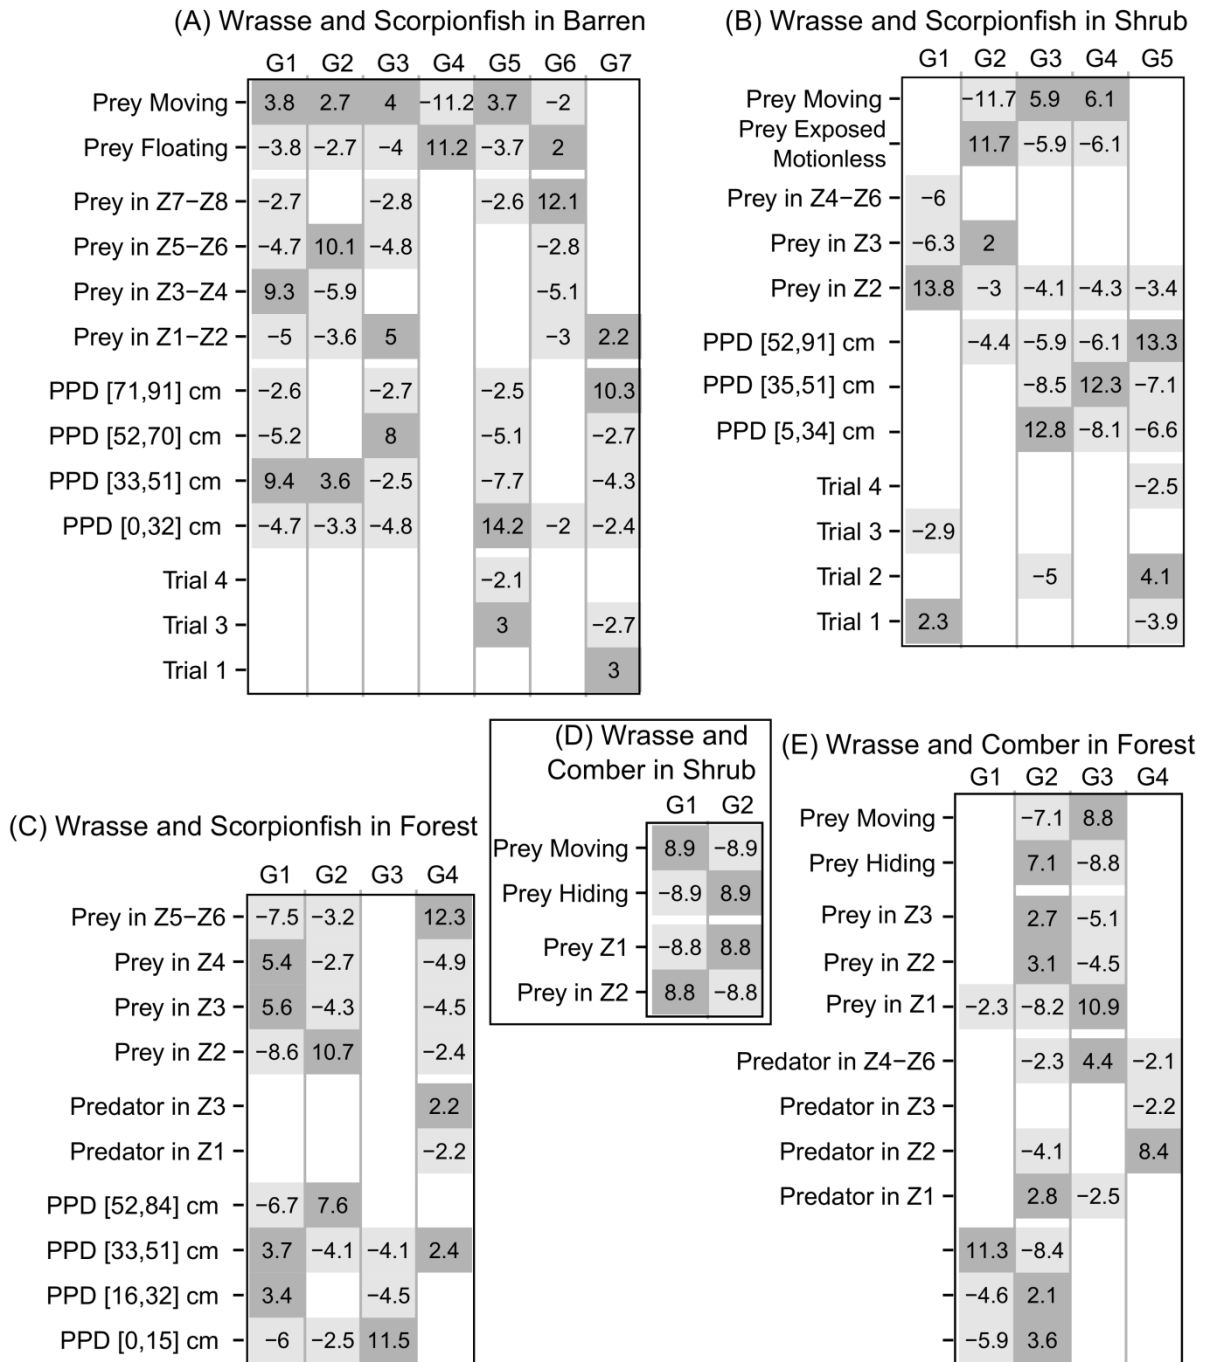 (A) Wrasse and Scorpionfish in Barren
G1 G2 G3 G4 G5 G6 G7
Prey Moving 3.8 2.7 4 −11.2 3.7 −2
Prey Floating −3.8 −2.7 −4 11.2 −3.7 2
Prey in Z7−Z8 −2.7 −2.8 −2.6 12.1
Prey in Z5−Z6 −4.7 10.1 −4.8 −2.8
Prey in Z3−Z4 9.3 −5.9 −5.1
Prey in Z1−Z2 −5 −3.6 5 −3 2.2
PPD [71,91] cm −2.6 −2.7 −2.5 10.3
PPD [52,70] cm −5.2 8 −5.1 −2.7
PPD [33,51] cm 9.4 3.6 −2.5 −7.7 −4.3
PPD [0,32] cm −4.7 −3.3 −4.8 14.2 −2 −2.4
Trial 4 −2.1
Trial 3 3 −2.7
Trial 1 3
(B) Wrasse and Scorpionfish in Shrub
G1 G2 G3 G4 G5
Prey Moving −11.7 5.9 6.1
Prey Exposed
Motionless 11.7 −5.9 −6.1
Prey in Z4−Z6 −6
Prey in Z3 −6.3 2
Prey in Z2 13.8 −3 −4.1 −4.3 −3.4
PPD [52,91] cm −4.4 −5.9 −6.1 13.3
PPD [35,51] cm −8.5 12.3 −7.1
PPD [5,34] cm 12.8 −8.1 −6.6
Trial 4 −2.5
Trial 3 −2.9
Trial 2 −5 4.1
Trial 1 2.3 −3.9
(C) Wrasse and Scorpionfish in Forest
G1 G2 G3 G4
Prey in Z5−Z6 −7.5 −3.2 12.3
Prey in Z4 5.4 −2.7 −4.9
Prey in Z3 5.6 −4.3 −4.5
Prey in Z2 −8.6 10.7 −2.4
Predator in Z3 2.2
Predator in Z1 −2.2
PPD [52,84] cm −6.7 7.6
PPD [33,51] cm 3.7 −4.1 −4.1 2.4
PPD [16,32] cm 3.4 −4.5
PPD [0,15] cm −6 −2.5 11.5
(D) Wrasse and
Comber in Shrub
G1 G2
Prey Moving 8.9 −8.9
Prey Hiding −8.9 8.9
Prey Z1 −8.8 8.8
Prey in Z2 8.8 −8.8
(E) Wrasse and Comber in Forest
G1 G2 G3 G4
Prey Moving −7.1 8.8
Prey Hiding 7.1 −8.8
Prey in Z3 2.7 −5.1
Prey in Z2 3.1 −4.5
Prey in Z1 −2.3 −8.2 10.9
Predator in Z4−Z6 −2.3 4.4 −2.1
Predator in Z3 −2.2
Predator in Z2 −4.1 8.4
Predator in Z1 2.8 −2.5
11.3 −8.4
−4.6 2.1
−5.9 3.6